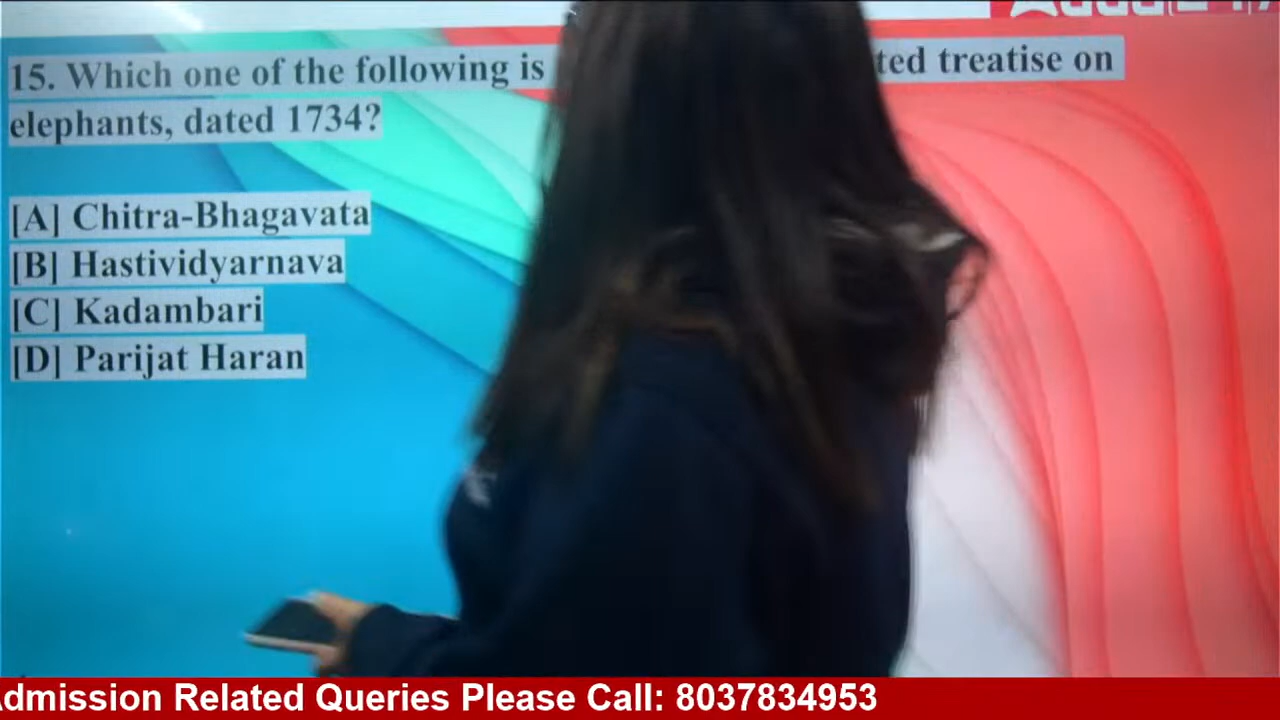 15. Which one of the following is ted treatise on
elephants, dated 1734?
[A] Chitra-Bhagavata
[B] Hastividyarnava
[C] Kadambari
[D] Parijat Haran
dmission Related Queries Please Call: 8037834953